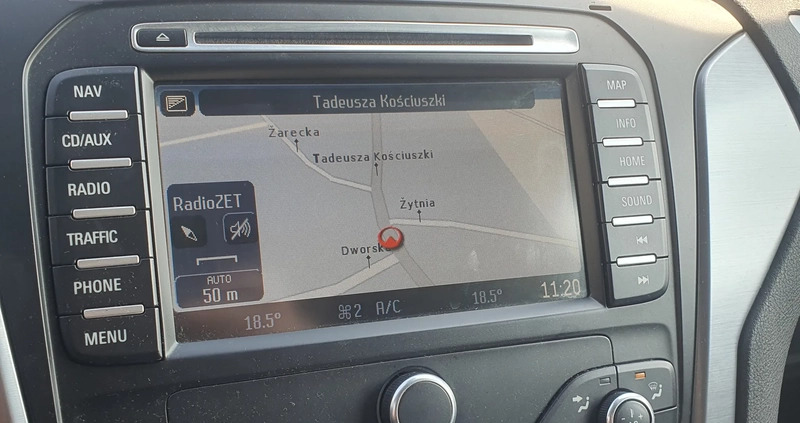 NAV
CD/AUX
RADIO
TRAFFIC
PHONE
MENU
Tadeusza Kościuszki
Żarecka
Tadeusza Kościuszki
Żytnia
Dworska
RadioZET
AUTO
50 m
18.5°
2 A/C
18.5°
11:20
MAP
INFO
HOME
SOUND